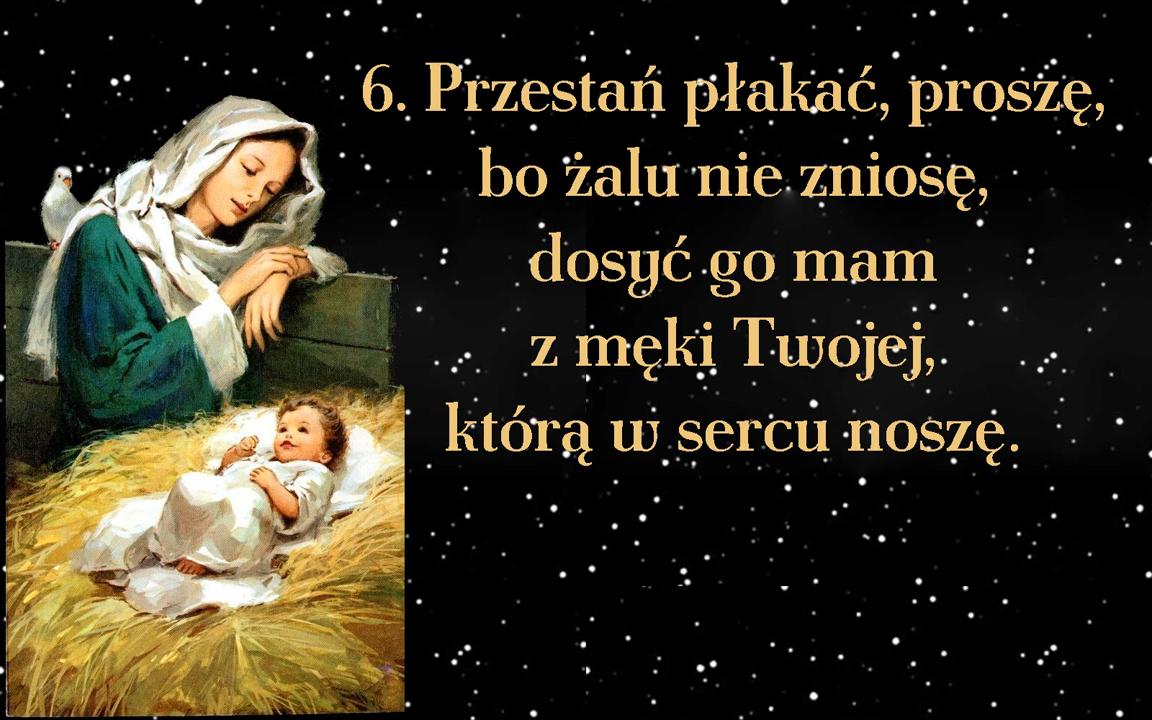 6. Przestań płakać, proszę,
bo żalu nie zniosę,
dosyć go mam
z męki Twojej,
którą w sercu noszę.